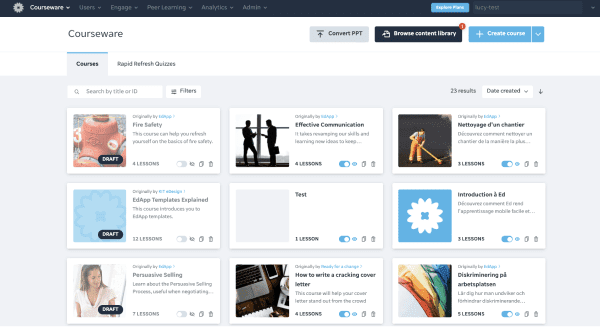 Courseware Users Engage Peer Learning Analytics Admin Explore Plans lucy-test
Courseware
Convert PPT
Browse content library
Create course
Courses Rapid Refresh Quizzes
Search by title or ID
Filters
23 results
Date created
Originally by EdApp
Fire Safety
This course can help you refresh
yourself on the basics of fire safety.
DRAFT
4 LESSONS
Originally by EdApp
Effective Communication
It takes revamping our skills and
learning new ideas to keep...
4 LESSONS
Originally by EdApp
Nettoyage d'un chantier
Découvrez comment nettoyer un
chantier de la manière la plus...
3 LESSONS
Originally by
EdApp Templates Explained
This course introduces you to
EdApp templates.
DRAFT
12 LESSONS
Test
1 LESSON
Introduction à Ed
Découvrez comment Ed rend
l'apprentissage mobile facile et...
3 LESSONS
Originally by EdApp
Persuasive Selling
Learn about the Persuasive Selling
Process, useful when negotiating...
7 LESSONS
Originally by Ready for a change
How to write a cracking cover
letter
This course will help your cover
letter stand out from the crowd
4 LESSONS
Originally by EdApp
Diskriminering på
arbetsplatsen
Lär dig hur man undviker och
förhindrar diskriminerande...
5 LESSONS